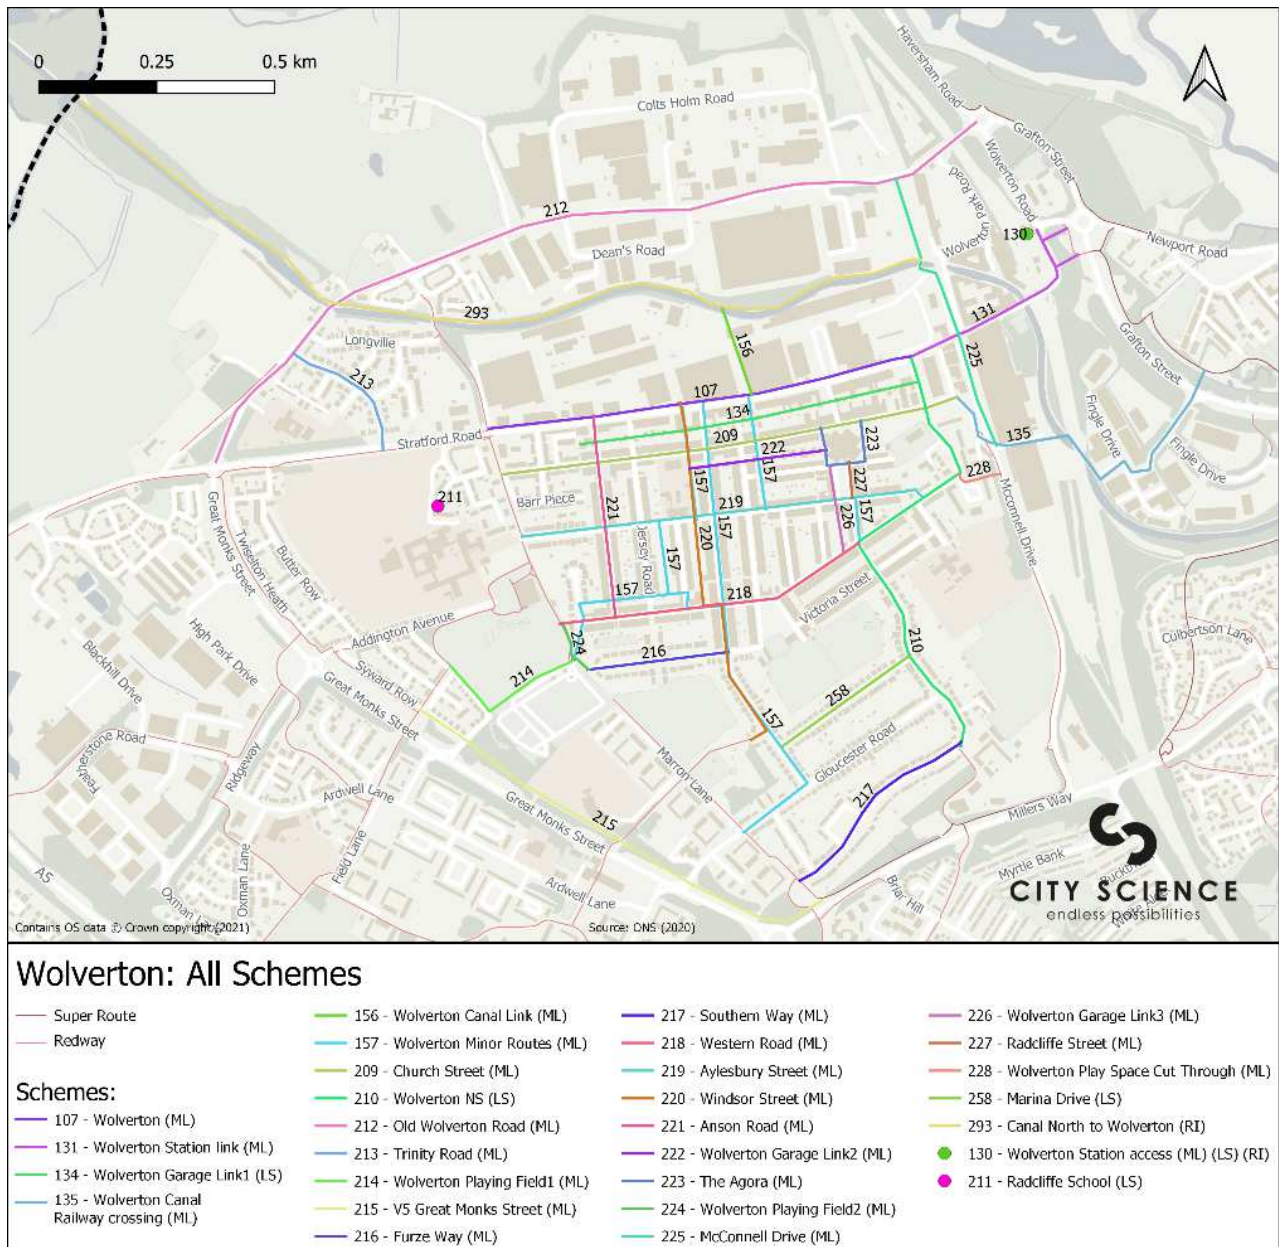 0 0.25 0.5 km
Haversham Road
Colts Holm Road
Grafton Street
Wolverton Road
212
Dean's Road
130
Newport Road
293
131
Longville
156
225
Grafton Street
213
107
134
Fingle Drive
Stratford Road
209
223
135
222
Fingle Drive
211
157
157
227
228
Barr Piece
219
Great Monks Street
221
157
226
157
220
Mcconnell Drive
Twiselton Heath
Jersey Road
157
Butter Row
157
218
Victoria Street
Addington Avenue
224
Culbertson Lane
High Park Drive
216
210
Blackhill Drive
Syward Row
214
258
Great Monks Street
157
Featherstone Road
Gloucester Road
Ridgeway
Marron Lane
Ardwell Lane
217
Great Monks Street
215
Millers Way
Field Lane
Myrtle Bank
A5
Oxman Lane
Ardwell Lane
Briar Hill
CITY SCIENCE
endless possibilities
Contains OS data © Crown copyright (2021)
Source: ONS (2020)
Wolverton: All Schemes
Super Route
Redway
Schemes:
107 - Wolverton (ML)
131 - Wolverton Station link (ML)
134 - Wolverton Garage Link1 (LS)
135 - Wolverton Canal
Railway crossing (ML)
156 - Wolverton Canal Link (ML)
157 - Wolverton Minor Routes (ML)
209 - Church Street (ML)
210 - Wolverton NS (LS)
212 - Old Wolverton Road (ML)
213 - Trinity Road (ML)
214 - Wolverton Playing Field1 (ML)
215 - V5 Great Monks Street (ML)
216 - Furze Way (ML)
217 - Southern Way (ML)
218 - Western Road (ML)
219 - Aylesbury Street (ML)
220 - Windsor Street (ML)
221 - Anson Road (ML)
222 - Wolverton Garage Link2 (ML)
223 - The Agora (ML)
224 - Wolverton Playing Field2 (ML)
225 - McConnell Drive (ML)
226 - Wolverton Garage Link3 (ML)
227 - Radcliffe Street (ML)
228 - Wolverton Play Space Cut Through (ML)
258 - Marina Drive (LS)
293 - Canal North to Wolverton (RI)
130 - Wolverton Station access (ML) (LS) (RI)
211 - Radcliffe School (LS)